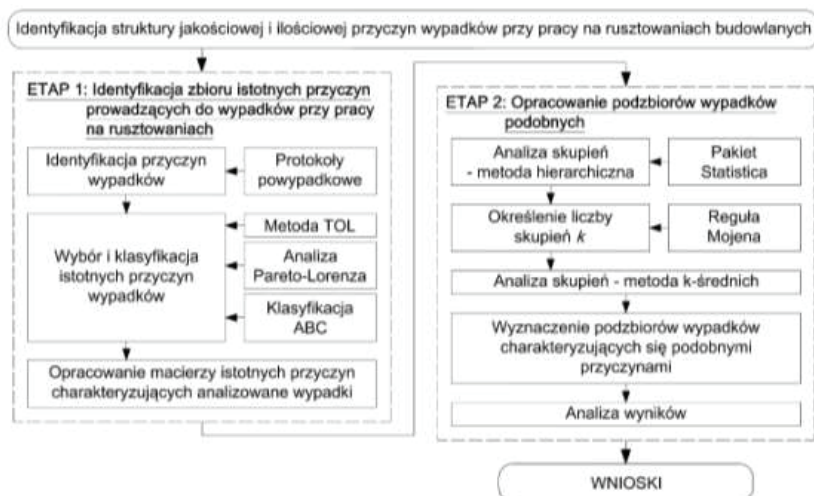 Identyfikacja struktury jakościowej i ilościowej przyczyn wypadków przy pracy na rusztowaniach budowlanych
ETAP 1: Identyfikacja zbioru istotnych przyczyn
prowadzących do wypadków przy pracy
na rusztowaniach
Identyfikacja przyczyn
wypadków
Protokoły
powypadkowe
Wybór i klasyfikacja
istotnych przyczyn
wypadków
Metoda TOL
Analiza
Pareto-Lorenza
Klasyfikacja
ABC
Opracowanie macierzy istotnych przyczyn
charakteryzujących analizowane wypadki
ETAP 2: Opracowanie podzbiorów wypadków
podobnych
Analiza skupień
- metoda hierarchiczna
Pakiet
Statistica
Określenie liczby
skupień k
Reguła
Mojena
Analiza skupień - metoda k-średnich
Wyznaczenie podzbiorów wypadków
charakteryzujących się podobnymi
przyczynami
Analiza wyników
WNIOSKI